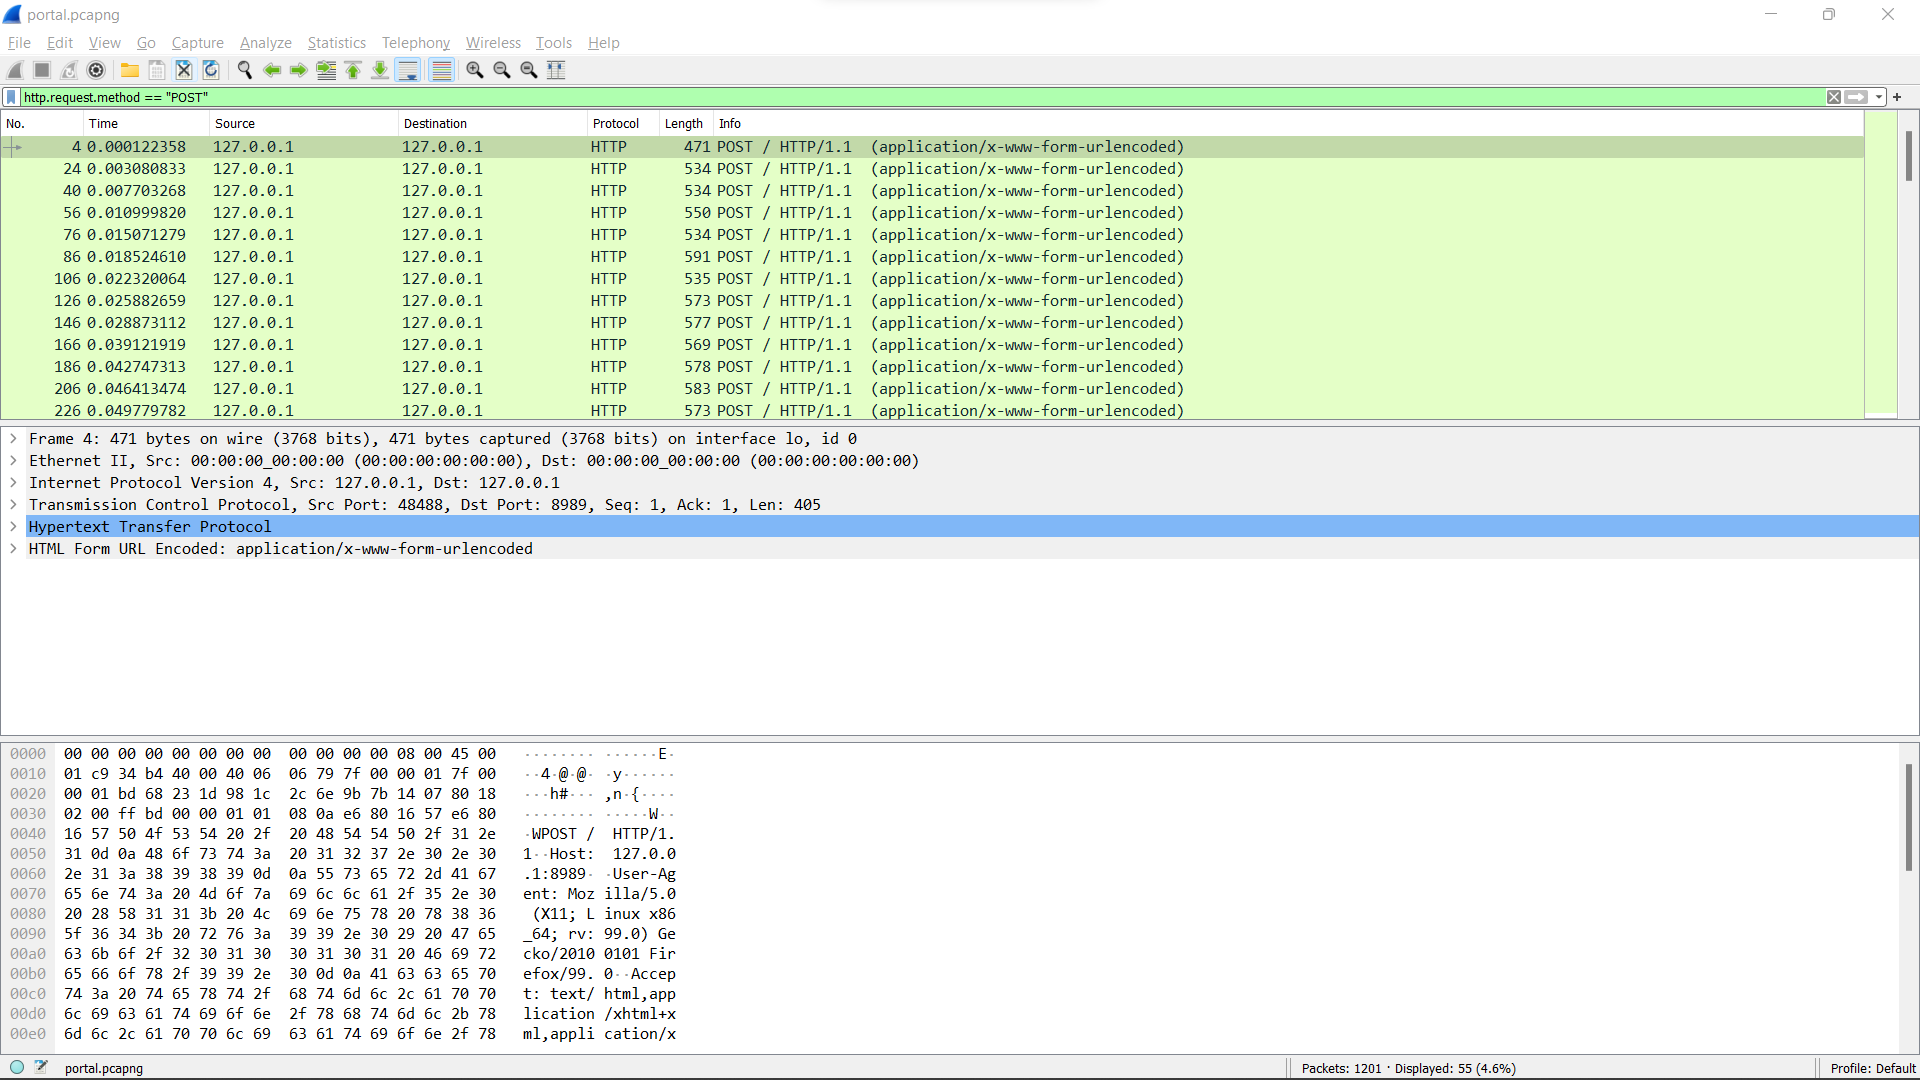 portal.pcapng
File Edit View Go Capture Analyze Statistics Telephony Wireless Tools Help
http.request.method == "POST"
No. Time Source Destination Protocol Length Info
4 0.000122358 127.0.0.1 127.0.0.1 HTTP 471 POST / HTTP/1.1 (application/x-www-form-urlencoded)
24 0.003080833 127.0.0.1 127.0.0.1 HTTP 534 POST / HTTP/1.1 (application/x-www-form-urlencoded)
40 0.007703268 127.0.0.1 127.0.0.1 HTTP 534 POST / HTTP/1.1 (application/x-www-form-urlencoded)
56 0.010999820 127.0.0.1 127.0.0.1 HTTP 550 POST / HTTP/1.1 (application/x-www-form-urlencoded)
76 0.015071279 127.0.0.1 127.0.0.1 HTTP 534 POST / HTTP/1.1 (application/x-www-form-urlencoded)
86 0.018524610 127.0.0.1 127.0.0.1 HTTP 591 POST / HTTP/1.1 (application/x-www-form-urlencoded)
106 0.022320064 127.0.0.1 127.0.0.1 HTTP 535 POST / HTTP/1.1 (application/x-www-form-urlencoded)
126 0.025882659 127.0.0.1 127.0.0.1 HTTP 573 POST / HTTP/1.1 (application/x-www-form-urlencoded)
146 0.028873112 127.0.0.1 127.0.0.1 HTTP 577 POST / HTTP/1.1 (application/x-www-form-urlencoded)
166 0.039121919 127.0.0.1 127.0.0.1 HTTP 569 POST / HTTP/1.1 (application/x-www-form-urlencoded)
186 0.042747313 127.0.0.1 127.0.0.1 HTTP 578 POST / HTTP/1.1 (application/x-www-form-urlencoded)
206 0.046413474 127.0.0.1 127.0.0.1 HTTP 583 POST / HTTP/1.1 (application/x-www-form-urlencoded)
226 0.049779782 127.0.0.1 127.0.0.1 HTTP 573 POST / HTTP/1.1 (application/x-www-form-urlencoded)
Frame 4: 471 bytes on wire (3768 bits), 471 bytes captured (3768 bits) on interface lo, id 0
Ethernet II, Src: 00:00:00_00:00:00 (00:00:00:00:00:00), Dst: 00:00:00_00:00:00 (00:00:00:00:00:00)
Internet Protocol Version 4, Src: 127.0.0.1, Dst: 127.0.0.1
Transmission Control Protocol, Src Port: 48488, Dst Port: 8989, Seq: 1, Ack: 1, Len: 405
Hypertext Transfer Protocol
HTML Form URL Encoded: application/x-www-form-urlencoded
0000 00 00 00 00 00 00 00 00 00 00 00 00 08 00 45 00 ········ ······E·
0010 01 c9 34 b4 40 00 40 06 06 79 7f 00 00 01 7f 00 ··4·@·@· ·y······
0020 00 01 bd 68 23 1d 98 1c 2c 6e 9b 7b 14 07 80 18 ···h#··· ,n·{····
0030 02 00 ff bd 00 00 01 01 08 0a e6 80 16 57 e6 80 ········ ·····W··
0040 16 57 50 4f 53 54 20 2f 20 48 54 54 50 2f 31 2e ·WPOST / HTTP/1.
0050 31 0d 0a 48 6f 73 74 3a 20 31 32 37 2e 30 2e 30 1··Host: 127.0.0
0060 2e 31 3a 38 39 38 39 0d 0a 55 73 65 72 2d 41 67 .1:8989· ·User-Ag
0070 65 6e 74 3a 20 4d 6f 7a 69 6c 6c 61 2f 35 2e 30 ent: Moz illa/5.0
0080 20 28 58 31 31 3b 20 4c 69 6e 75 78 20 78 38 36 (X11; L inux x86
0090 5f 36 34 3b 20 72 76 3a 39 39 2e 30 29 20 47 65 _64; rv: 99.0) Ge
00a0 63 6b 6f 2f 32 30 31 30 30 31 30 31 20 46 69 72 cko/2010 0101 Fir
00b0 65 66 6f 78 2f 39 39 2e 30 0d 0a 41 63 63 65 70 efox/99. 0··Accep
00c0 74 3a 20 74 65 78 74 2f 68 74 6d 6c 2c 61 70 70 t: text/ html,app
00d0 6c 69 63 61 74 69 6f 6e 2f 78 68 74 6d 6c 2b 78 lication /xhtml+x
00e0 6d 6c 2c 61 70 70 6c 69 63 61 74 69 6f 6e 2f 78 ml,appli cation/x
portal.pcapng Packets: 1201 · Displayed: 55 (4.6%) Profile: Default